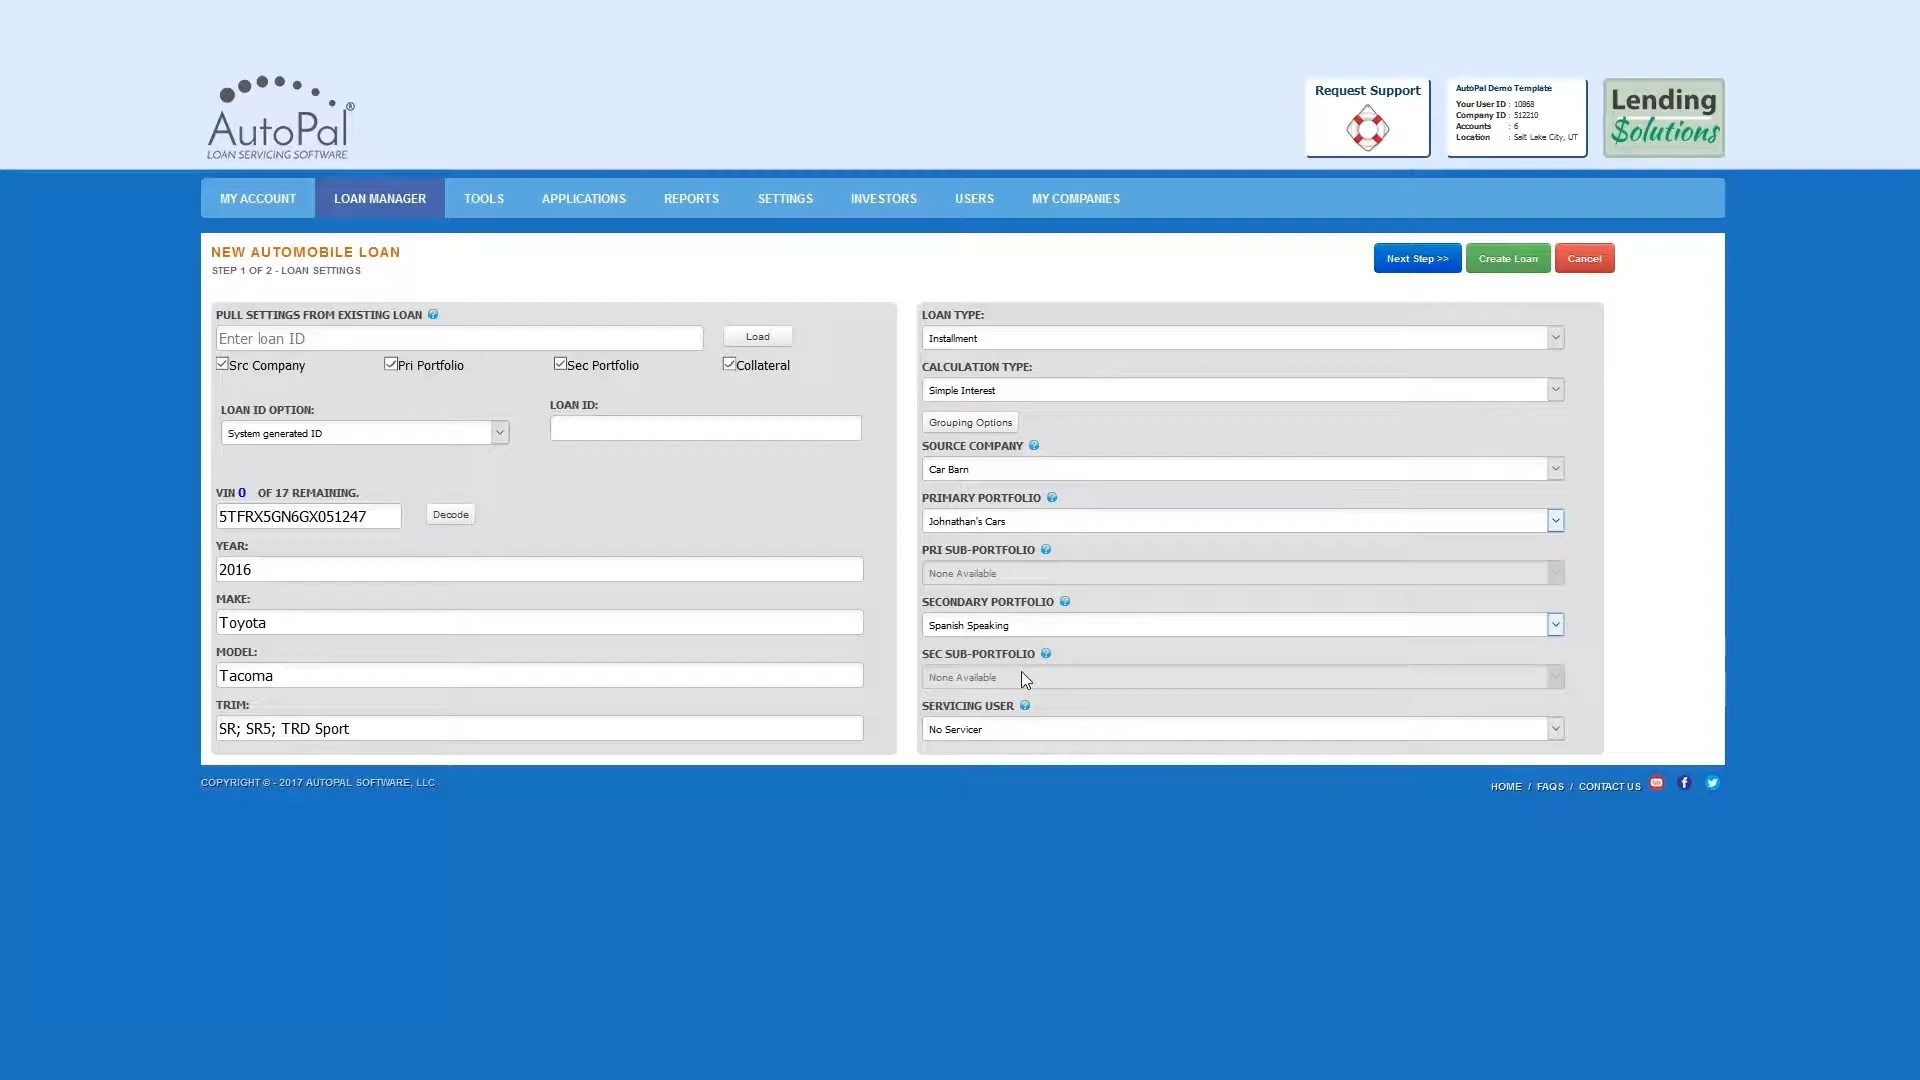 AutoPal®
LOAN SERVICING SOFTWARE
Request Support
AutoPal Demo Template
Your User ID : 10868
Company ID : 512210
Accounts : 6
Location : Salt Lake City, UT
Lending
$olutions
MY ACCOUNT LOAN MANAGER TOOLS APPLICATIONS REPORTS SETTINGS INVESTORS USERS MY COMPANIES
NEW AUTOMOBILE LOAN
STEP 1 OF 2 - LOAN SETTINGS
Next Step >> Create Loan Cancel
PULL SETTINGS FROM EXISTING LOAN ?
Enter loan ID Load
Src Company Pri Portfolio Sec Portfolio Collateral
LOAN ID OPTION: LOAN ID:
System generated ID
VIN 0 OF 17 REMAINING.
5TFRX5GN6GX051247 Decode
YEAR:
2016
MAKE:
Toyota
MODEL:
Tacoma
TRIM:
SR; SR5; TRD Sport
LOAN TYPE:
Installment
CALCULATION TYPE:
Simple Interest
Grouping Options
SOURCE COMPANY ?
Car Barn
PRIMARY PORTFOLIO ?
Johnathan's Cars
PRI SUB-PORTFOLIO ?
None Available
SECONDARY PORTFOLIO ?
Spanish Speaking
SEC SUB-PORTFOLIO ?
None Available
SERVICING USER ?
No Servicer
COPYRIGHT © - 2017 AUTOPAL SOFTWARE, LLC
HOME / FAQS / CONTACT US